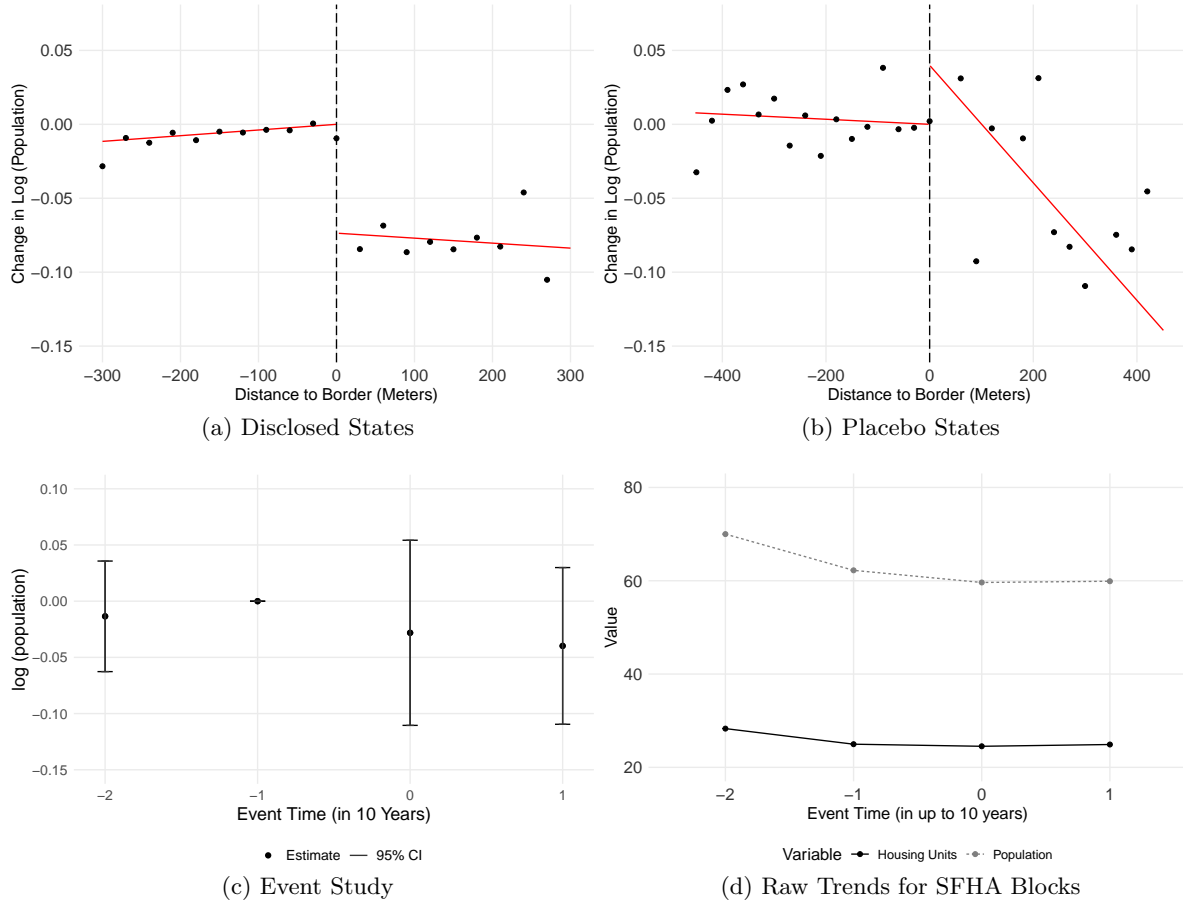 0.05
0.00
−0.05
−0.10
−0.15
Change in Log (Population)
−300
−200
−100
0
100
200
300
Distance to Border (Meters)
(a) Disclosed States
0.05
0.00
−0.05
−0.10
−0.15
Change in Log (Population)
−400
−200
0
200
400
Distance to Border (Meters)
(b) Placebo States
0.10
0.05
0.00
−0.05
−0.10
−0.15
log (population)
−2
−1
0
1
Event Time (in 10 Years)
Estimate 95% CI
(c) Event Study
80
60
40
20
Value
−2
−1
0
1
Event Time (in up to 10 years)
Variable Housing Units Population
(d) Raw Trends for SFHA Blocks